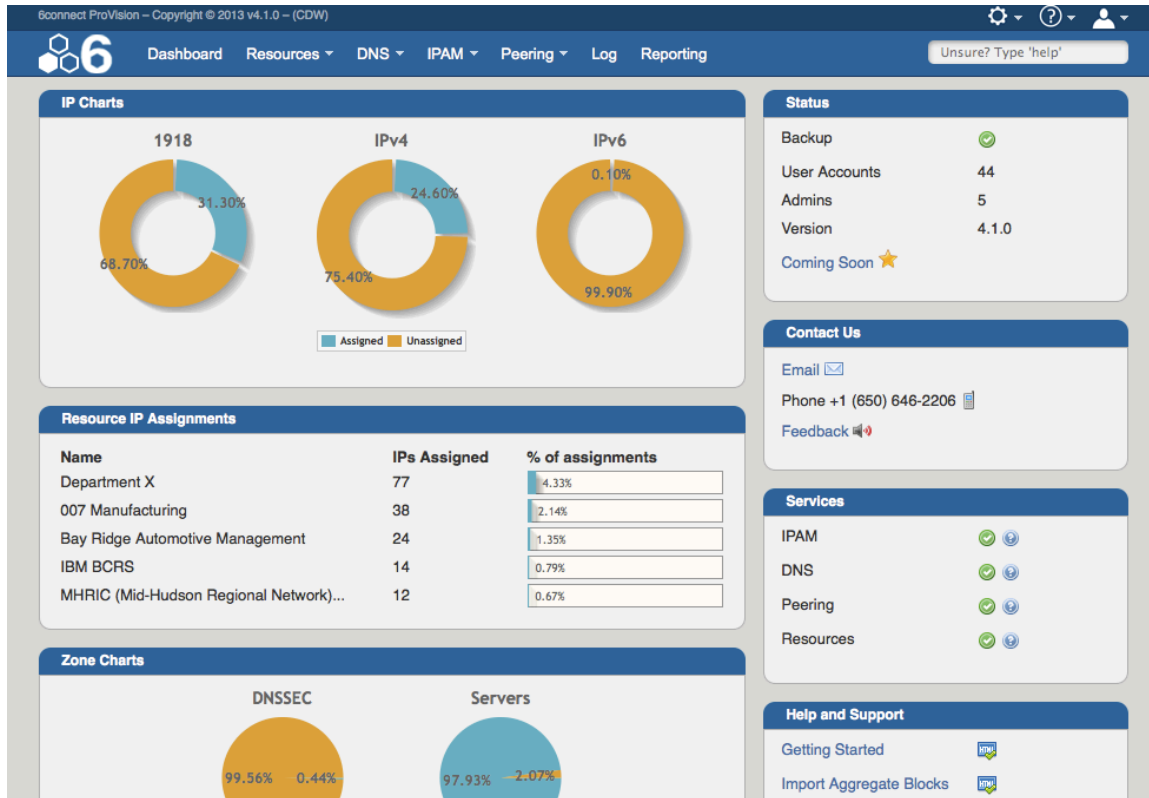 6connect ProVision – Copyright © 2013 v4.1.0 – (CDW)
6 Dashboard Resources DNS IPAM Peering Log Reporting Unsure? Type 'help'
IP Charts
1918 IPv4 IPv6
31.30% 24.60% 0.10%
68.70% 75.40% 99.90%
Assigned Unassigned
Resource IP Assignments
Name IPs Assigned % of assignments
Department X 77 4.33%
007 Manufacturing 38 2.14%
Bay Ridge Automotive Management 24 1.35%
IBM BCRS 14 0.79%
MHRIC (Mid-Hudson Regional Network)... 12 0.67%
Zone Charts
DNSSEC Servers
99.56% 0.44% 97.93% 2.07%
Status
Backup
User Accounts 44
Admins 5
Version 4.1.0
Coming Soon
Contact Us
Email
Phone +1 (650) 646-2206
Feedback
Services
IPAM
DNS
Peering
Resources
Help and Support
Getting Started HTML
Import Aggregate Blocks HTML